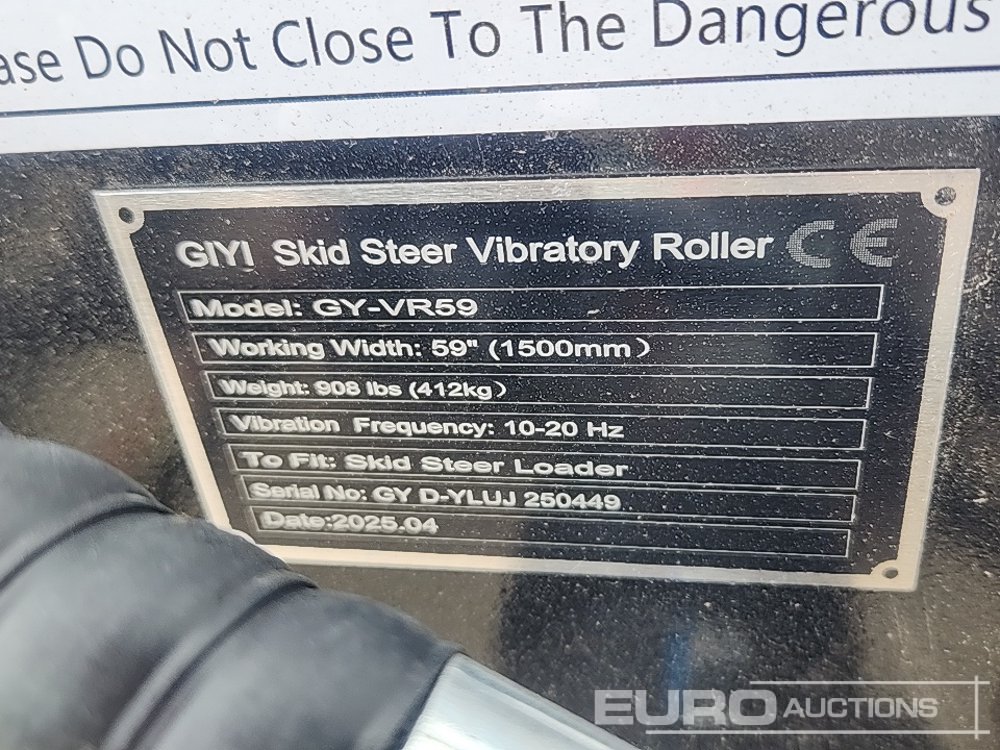 ase Do Not Close To The Dangerous
GIYI Skid Steer Vibratory Roller CE
Model: GY-VR59
Working Width: 59" (1500mm)
Weight: 908 lbs (412kg)
Vibration Frequency: 10-20 Hz
To Fit: Skid Steer Loader
Serial No: GY D-YLUJ 250449
Date:2025.04
EURO AUCTIONS